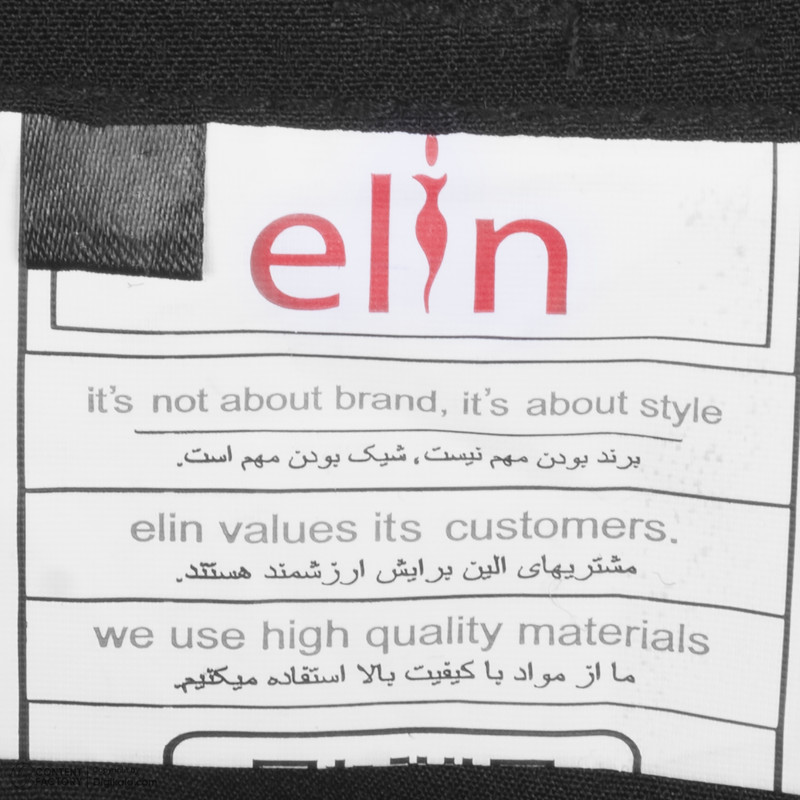 elin
it's not about brand, it's about style
برند بودن مهم نیست، شیک بودن مهم است.
elin values its customers.
مشتریهای الین برایش ارزشمند هستند.
we use high quality materials
ما از مواد با کیفیت بالا استفاده میکنیم.